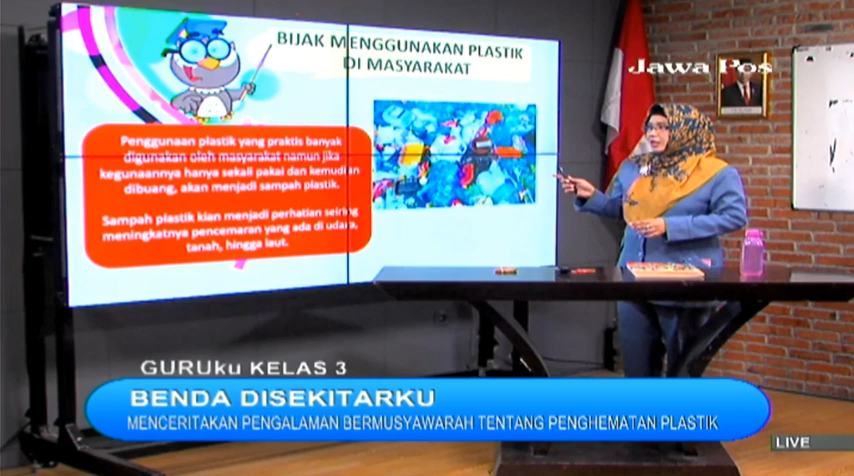 BIJAK MENGGUNAKAN PLASTIK
DI MASYARAKAT
Jawa Pos
Penggunaan plastik yang praktis banyak
digunakan oleh masyarakat namun jika
kegunaannya hanya sekali pakai dan kemudian
dibuang, akan menjadi sampah plastik.
Sampah plastik kian menjadi perhatian seiring
meningkatnya pencemaran yang ada di udara,
tanah, hingga laut.
GURUku KELAS 3
BENDA DISEKITARKU
MENCERITAKAN PENGALAMAN BERMUSYAWARAH TENTANG PENGHEMATAN PLASTIK
LIVE